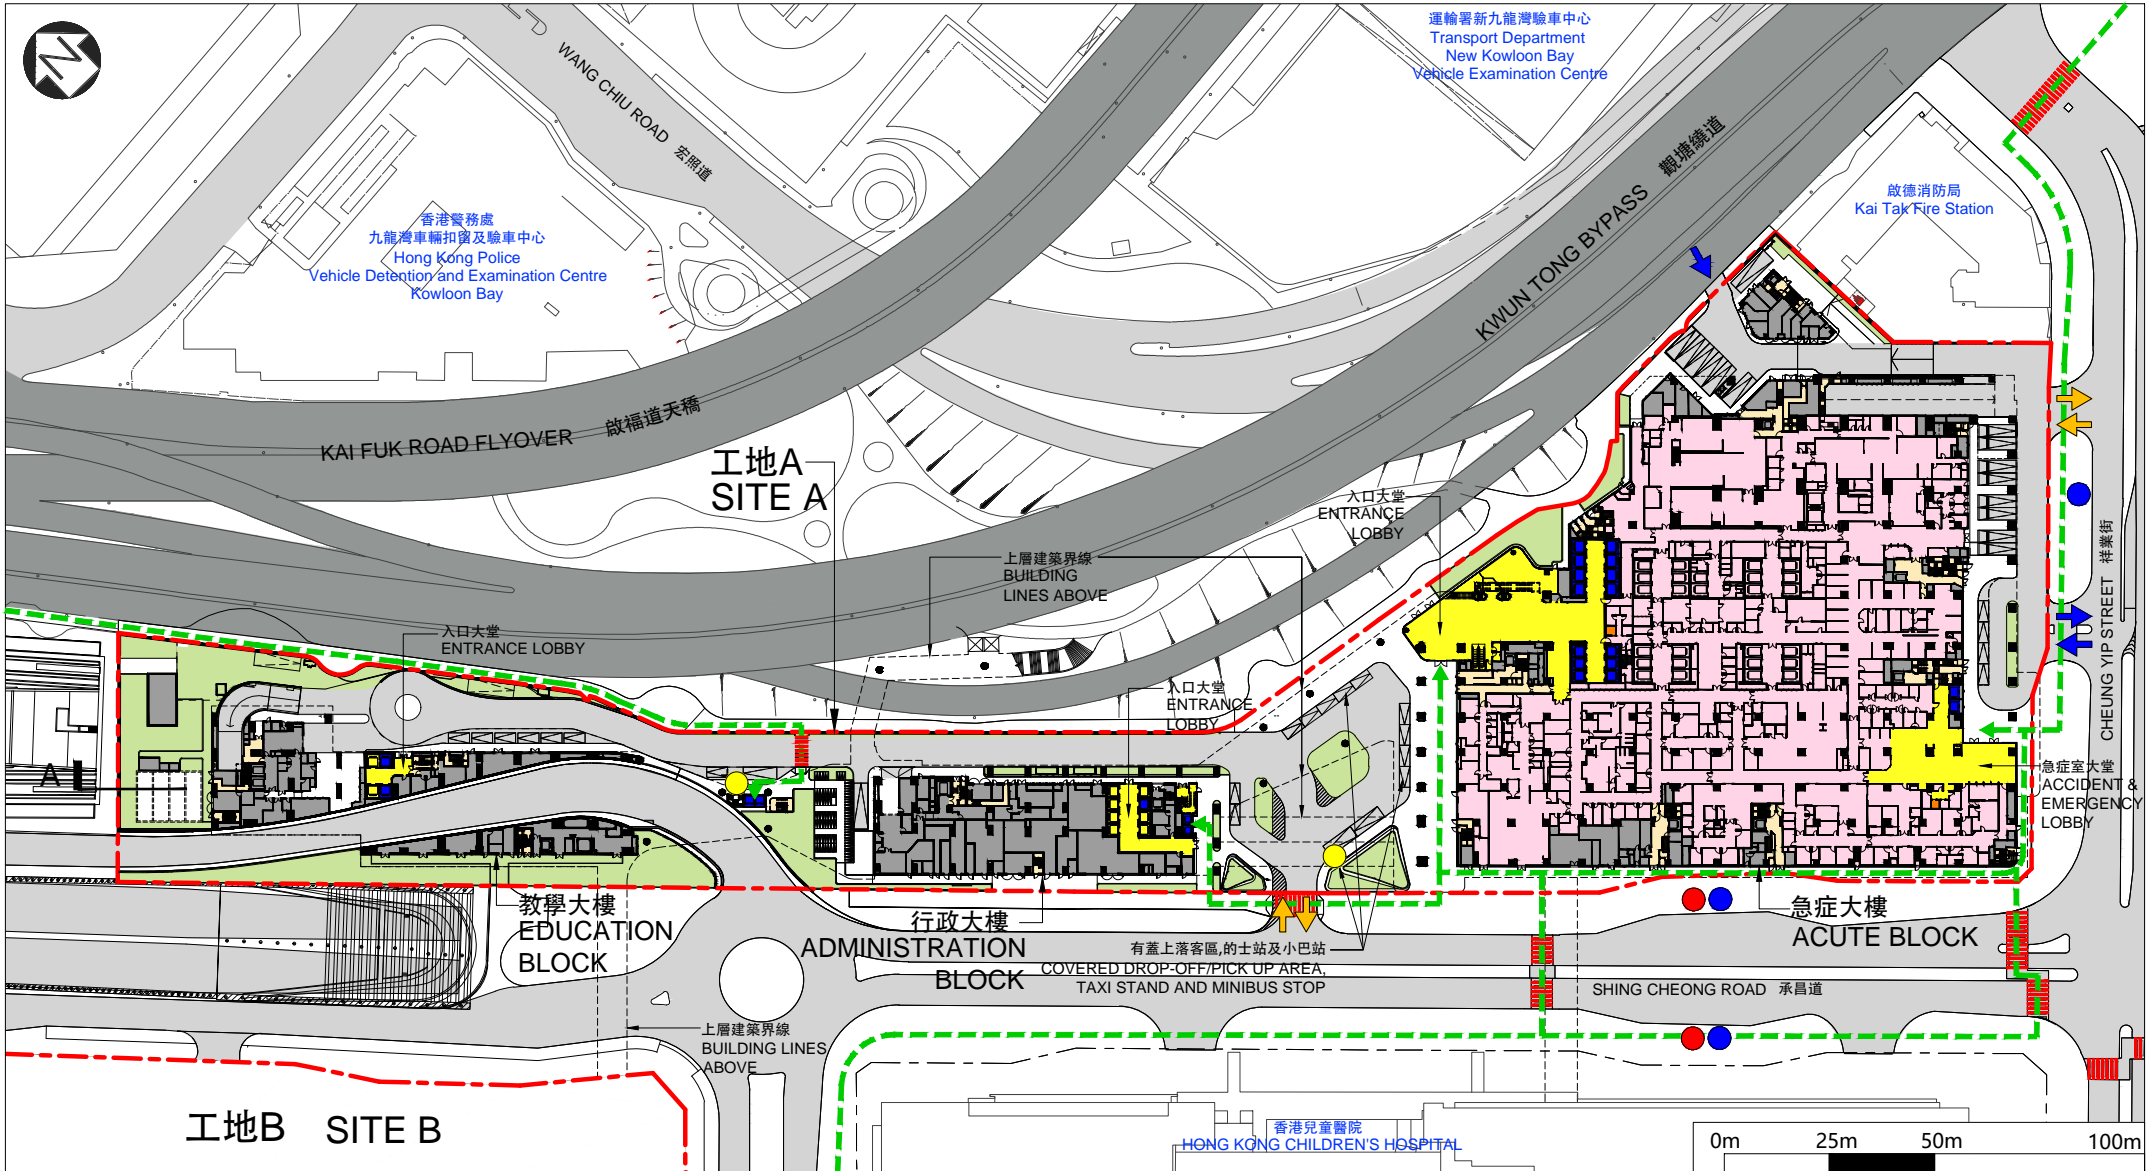 N
運輸署新九龍灣驗車中心
Transport Department
New Kowloon Bay
Vehicle Examination Centre
WANG CHIU ROAD 宏照道
香港警務處
九龍灣車輛扣留及驗車中心
Hong Kong Police
Vehicle Detention and Examination Centre
Kowloon Bay
啟德消防局
Kai Tak Fire Station
KWUN TONG BYPASS 觀塘繞道
KAI FUK ROAD FLYOVER 啟福道天橋
工地A
SITE A
入口大堂
ENTRANCE
LOBBY
上層建築界線
BUILDING
LINES ABOVE
入口大堂
ENTRANCE LOBBY
入口大堂
ENTRANCE
LOBBY
CHEUNG YIP STREET 祥業街
A
急症室大堂
ACCIDENT &
EMERGENCY
LOBBY
教學大樓
EDUCATION
BLOCK
行政大樓
ADMINISTRATION
BLOCK
有蓋上落客區,的士站及小巴站
COVERED DROP-OFF/PICK UP AREA,
TAXI STAND AND MINIBUS STOP
急症大樓
ACUTE BLOCK
SHING CHEONG ROAD 承昌道
上層建築界線
BUILDING LINES
ABOVE
工地B SITE B
香港兒童醫院
HONG KONG CHILDREN'S HOSPITAL
0m 25m 50m 100m